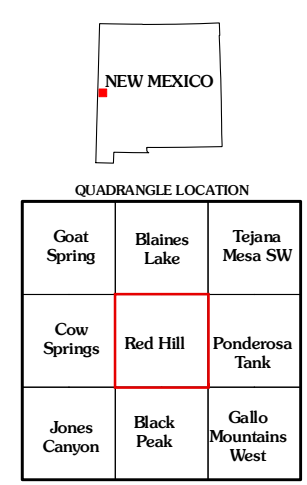 NEW MEXICO
QUADRANGLE LOCATION
Goat
Spring
Blaines
Lake
Tejana
Mesa SW
Cow
Springs
Red Hill
Ponderosa
Tank
Jones
Canyon
Black
Peak
Gallo
Mountains
West